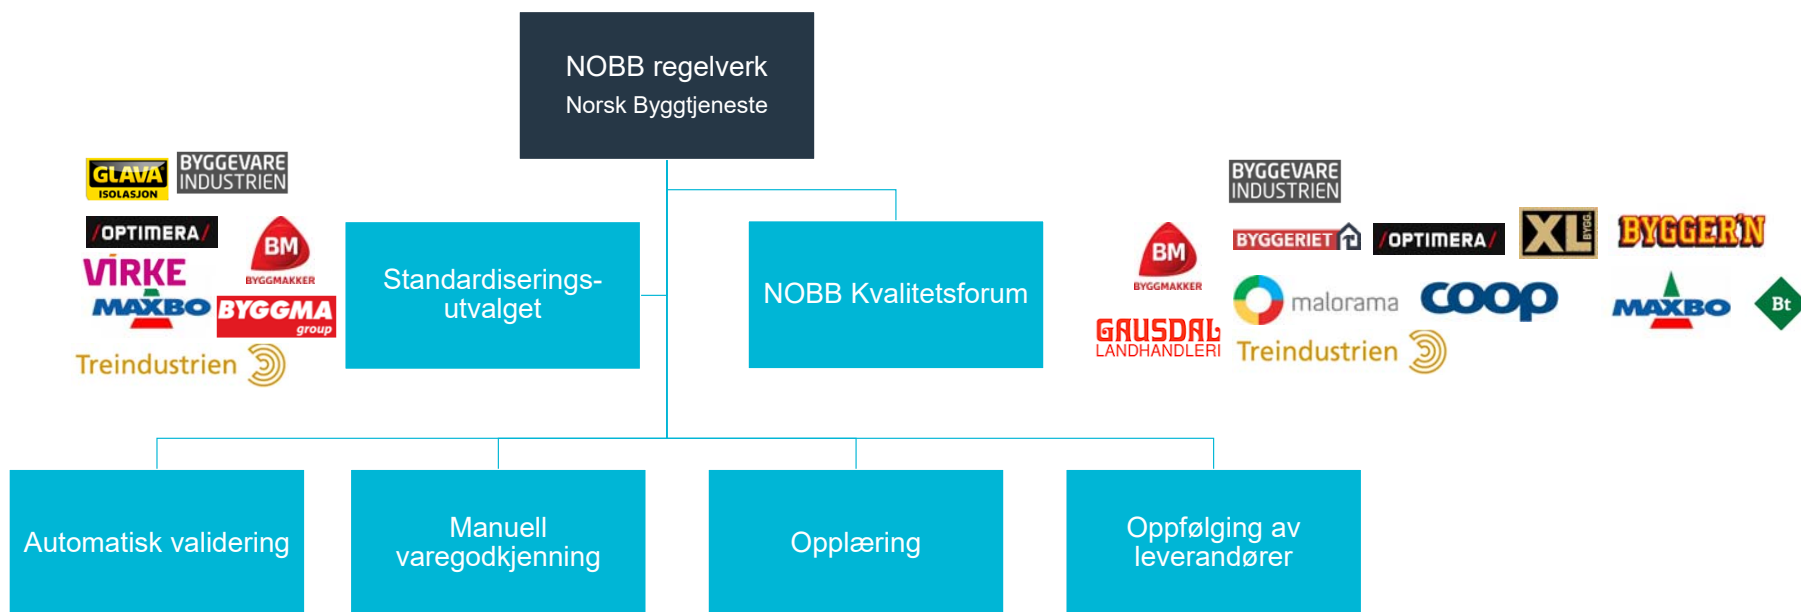 NOBB regelverk
Norsk Byggtjeneste
GLAVA
ISOLASJON
BYGGEVARE
INDUSTRIEN
/OPTIMERA/
BM
BYGGMAKKER
VIRKE
MAXBO
BYGGMA
group
Treindustrien
Standardiserings-
utvalget
NOBB Kvalitetsforum
BYGGEVARE
INDUSTRIEN
BM
BYGGMAKKER
BYGGERIET
/OPTIMERA/
XL
BYGG.
BYGGER'N
malorama
coop
MAXBO
Bt
GAUSDAL
LANDHANDLERI
Treindustrien
Automatisk validering
Manuell
varegodkjenning
Opplæring
Oppfølging av
leverandører